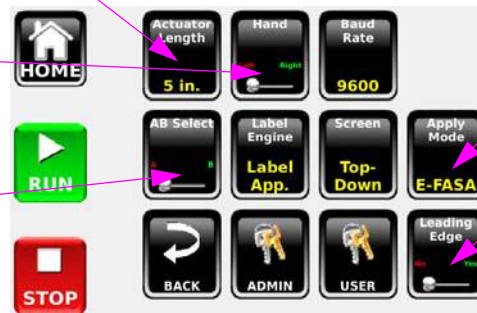 HOME
Actuator
Length
5 in.
Hand
Left Right
Baud
Rate
9600
RUN
AB Select
A B
Label
Engine
Label
App.
Screen
Top-
Down
Apply
Mode
E-FASA
STOP
BACK
ADMIN
USER
Leading
Edge
No Yes